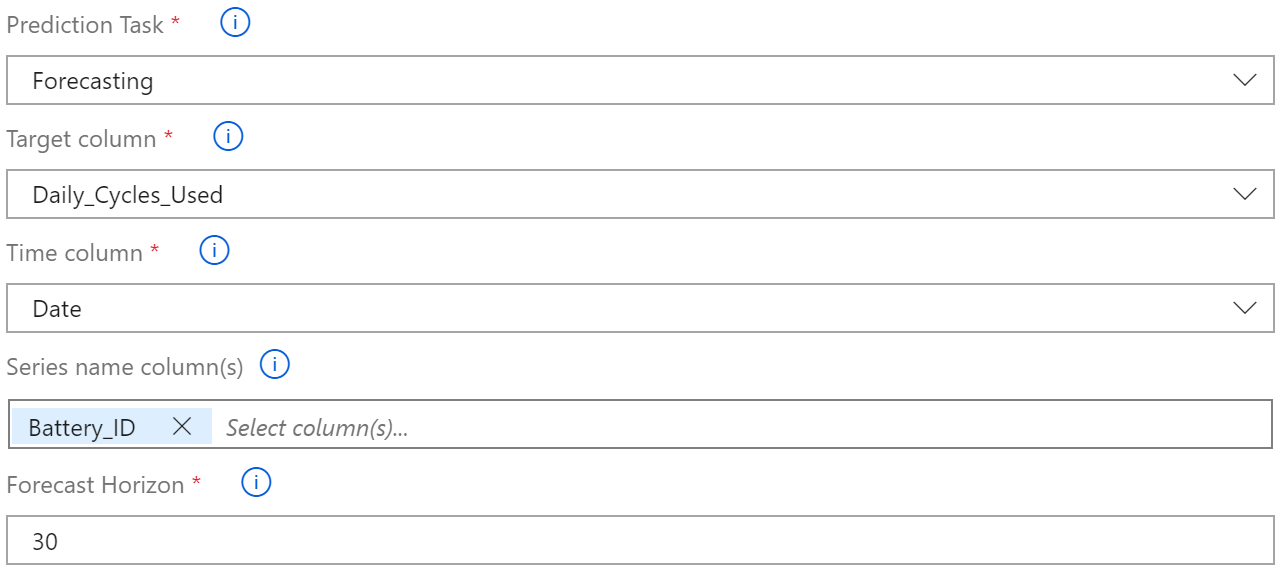 Prediction Task *
Forecasting
Target column *
Daily_Cycles_Used
Time column *
Date
Series name column(s)
Battery_ID Select column(s)...
Forecast Horizon *
30